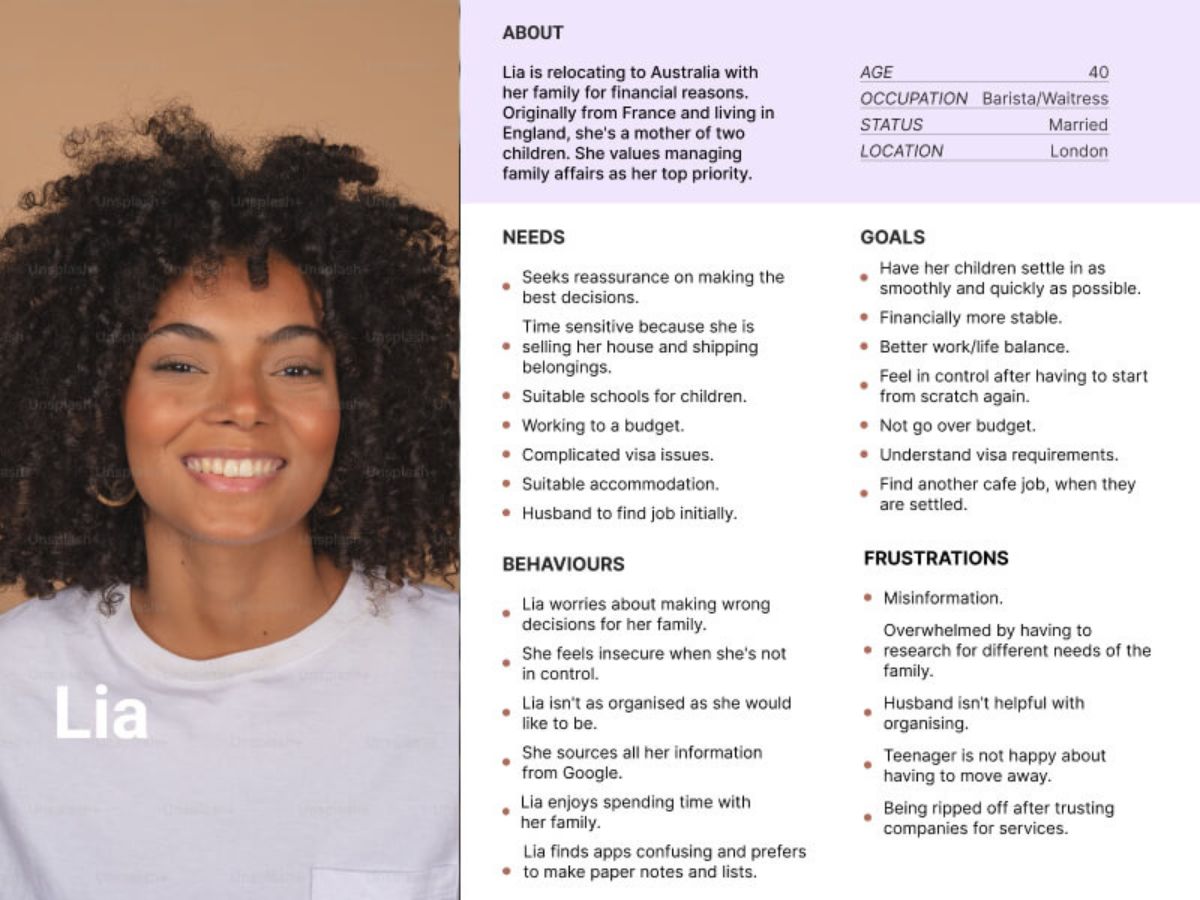 Lia
ABOUT
Lia is relocating to Australia with
her family for financial reasons.
Originally from France and living in
England, she's a mother of two
children. She values managing
family affairs as her top priority.
AGE 40
OCCUPATION Barista/Waitress
STATUS Married
LOCATION London
NEEDS
Seeks reassurance on making the
best decisions.
Time sensitive because she is
selling her house and shipping
belongings.
Suitable schools for children.
Working to a budget.
Complicated visa issues.
Suitable accommodation.
Husband to find job initially.
GOALS
Have her children settle in as
smoothly and quickly as possible.
Financially more stable.
Better work/life balance.
Feel in control after having to start
from scratch again.
Not go over budget.
Understand visa requirements.
Find another cafe job, when they
are settled.
BEHAVIOURS
Lia worries about making wrong
decisions for her family.
She feels insecure when she's not
in control.
Lia isn't as organised as she would
like to be.
She sources all her information
from Google.
Lia enjoys spending time with
her family.
Lia finds apps confusing and prefers
to make paper notes and lists.
FRUSTRATIONS
Misinformation.
Overwhelmed by having to
research for different needs of the
family.
Husband isn't helpful with
organising.
Teenager is not happy about
having to move away.
Being ripped off after trusting
companies for services.